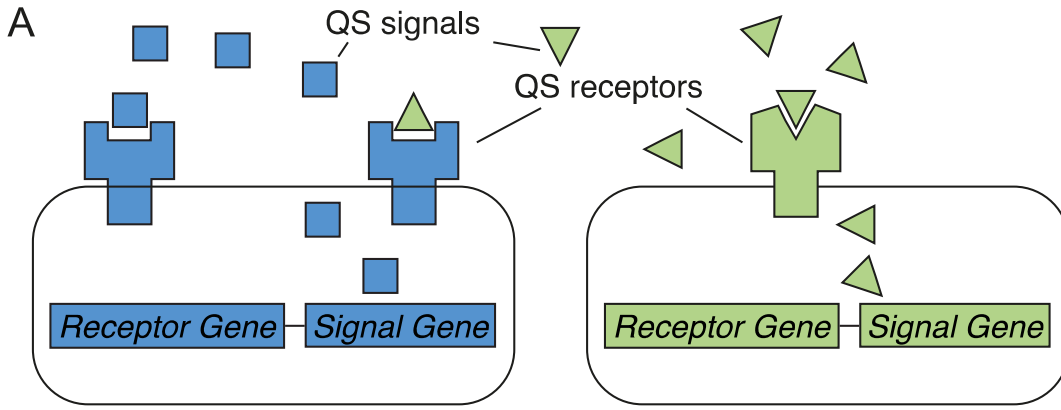 A
QS signals
QS receptors
Receptor Gene
Signal Gene
Receptor Gene
Signal Gene